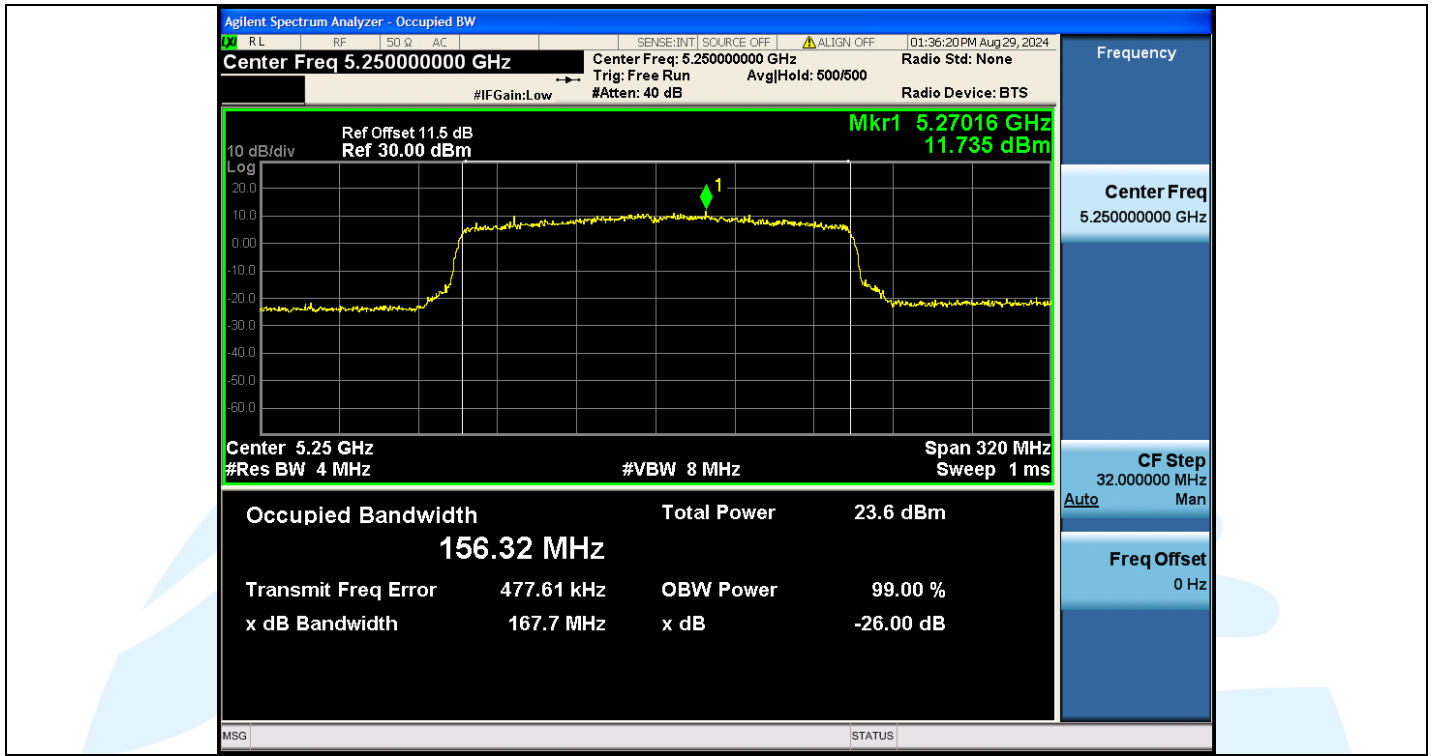 Agilent Spectrum Analyzer - Occupied BW
LXI RL RF 50 Ω AC SENSE:INT SOURCE OFF ALIGN OFF 01:36:20 PM Aug 29, 2024
Center Freq 5.250000000 GHz
Center Freq: 5.250000000 GHz
Radio Std: None
Trig: Free Run Avg|Hold: 500/500
#IFGain:Low
#Atten: 40 dB
Radio Device: BTS
Mkr1 5.27016 GHz
11.735 dBm
Ref Offset 11.5 dB
10 dB/div Ref 30.00 dBm
Log
20.0
10.0
0.00
-10.0
-20.0
-30.0
-40.0
-50.0
-60.0
1
Center 5.25 GHz Span 320 MHz
#Res BW 4 MHz #VBW 8 MHz Sweep 1 ms
Occupied Bandwidth Total Power 23.6 dBm
156.32 MHz
Transmit Freq Error 477.61 kHz OBW Power 99.00 %
x dB Bandwidth 167.7 MHz x dB -26.00 dB
MSG STATUS
Frequency
Center Freq
5.250000000 GHz
CF Step
32.000000 MHz
Auto Man
Freq Offset
0 Hz